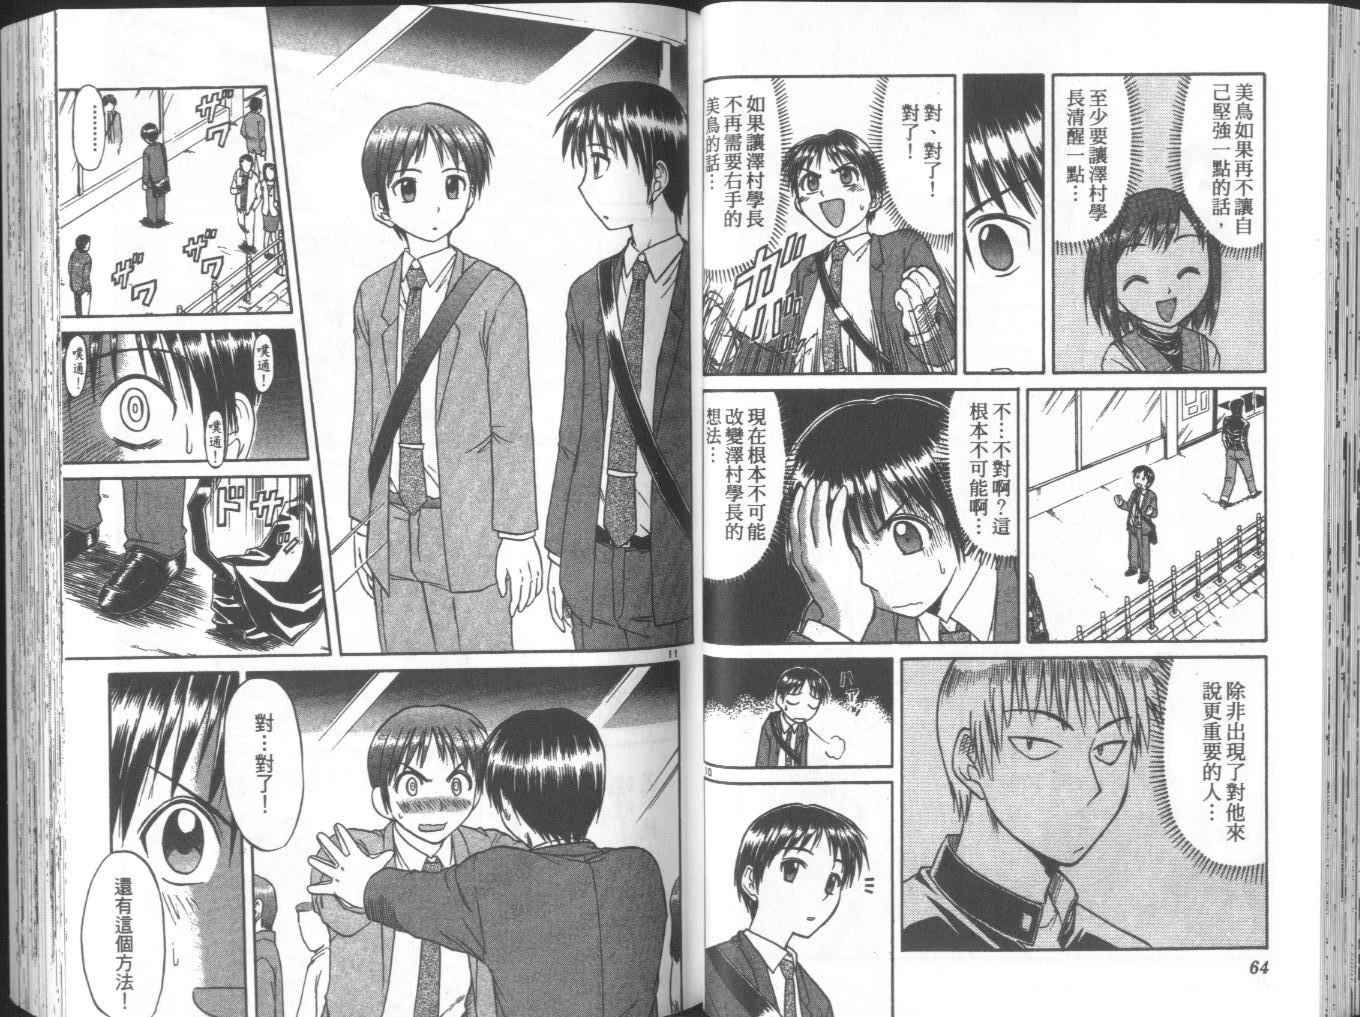 美鳥如果再不讓自
己堅強一點的話，
至少要讓澤村學
長清醒一點…
對、對了！
對了！
如果讓澤村學長
不再需要右手的
美鳥的話…
ガッ
不…不對啊？這
根本不可能啊…
現在根本不可能
改變澤村學長的
想法…
除非出現了對他來
說更重要的人…
10
64
ザワ
ザワ
ザワ
…………
噗通！
噗通！
噗通！
ドサ
11
對…對了！
還有這個方法！